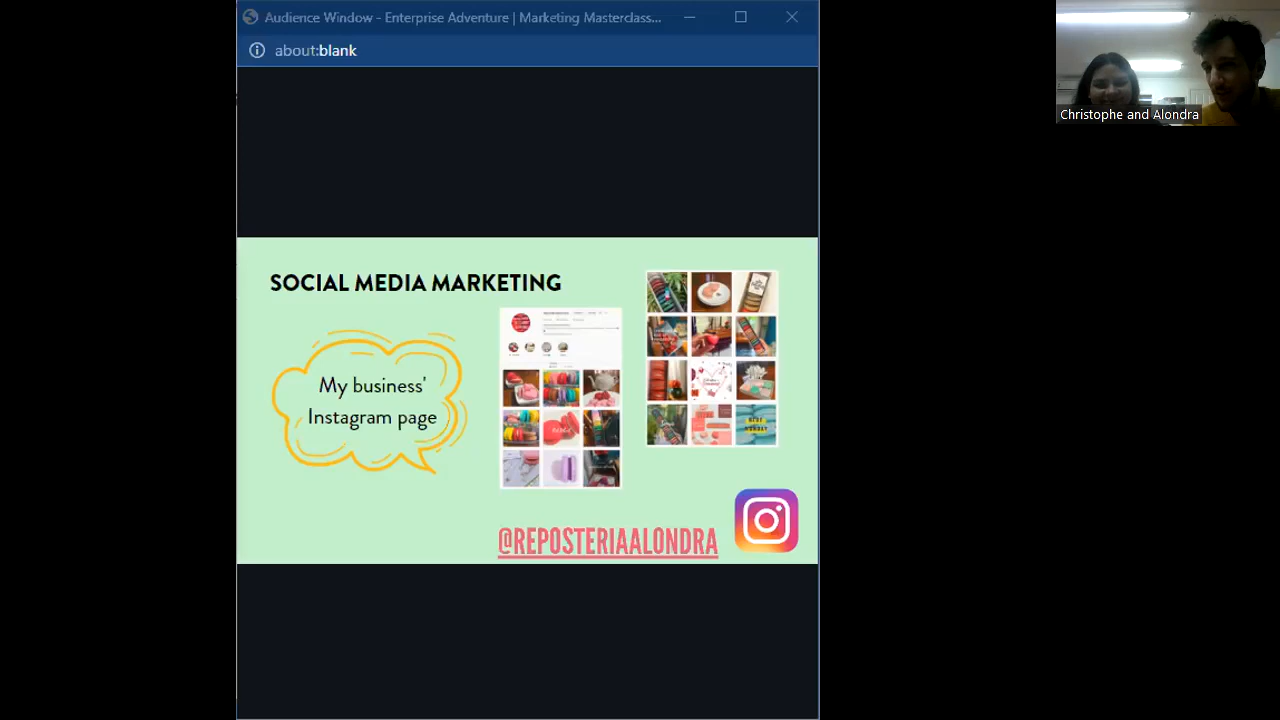 Audience Window - Enterprise Adventure | Marketing Masterclass...
about:blank
Christophe and Alondra
SOCIAL MEDIA MARKETING
My business'
Instagram page
@REPOSTERIAALONDRA